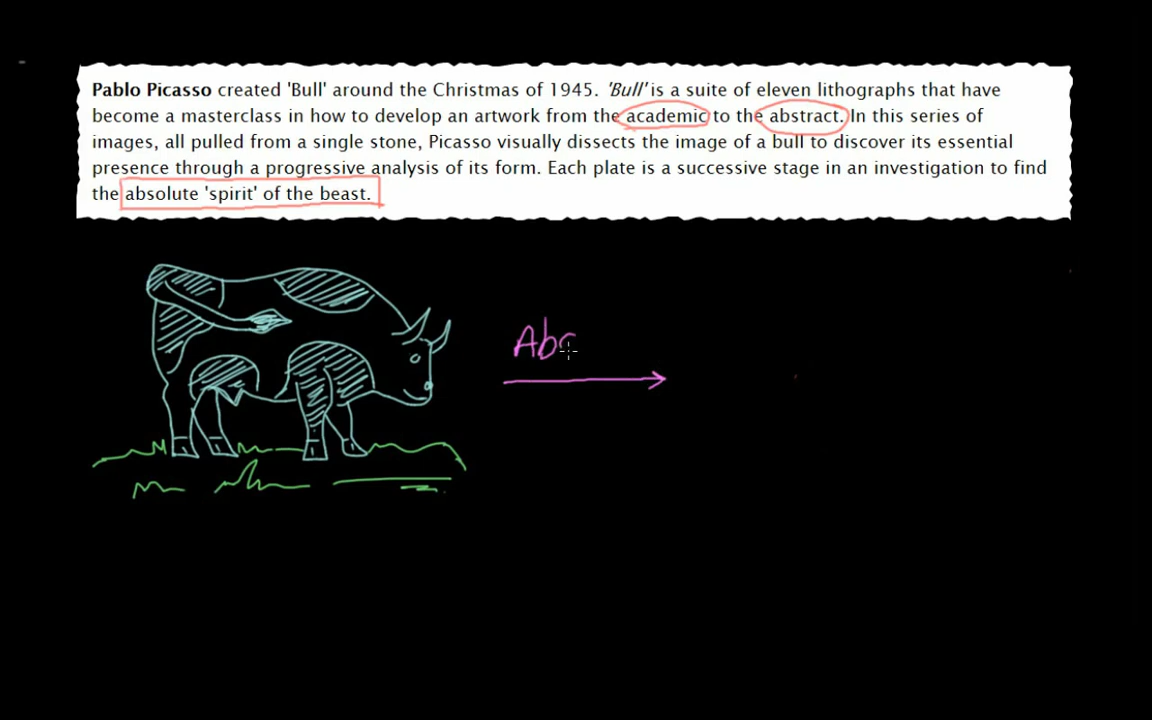 Pablo Picasso created 'Bull' around the Christmas of 1945. 'Bull' is a suite of eleven lithographs that have
become a masterclass in how to develop an artwork from the academic to the abstract. In this series of
images, all pulled from a single stone, Picasso visually dissects the image of a bull to discover its essential
presence through a progressive analysis of its form. Each plate is a successive stage in an investigation to find
the absolute 'spirit' of the beast.
Abs